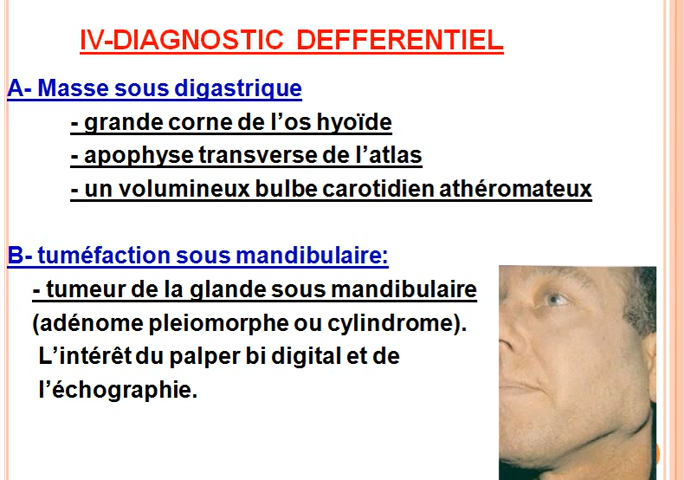 IV-DIAGNOSTIC DEFFERENTIEL
A- Masse sous digastrique
- grande corne de l’os hyoïde
- apophyse transverse de l’atlas
- un volumineux bulbe carotidien athéromateux
B- tuméfaction sous mandibulaire:
- tumeur de la glande sous mandibulaire
(adénome pleiomorphe ou cylindrome).
L’intérêt du palper bi digital et de
l’échographie.